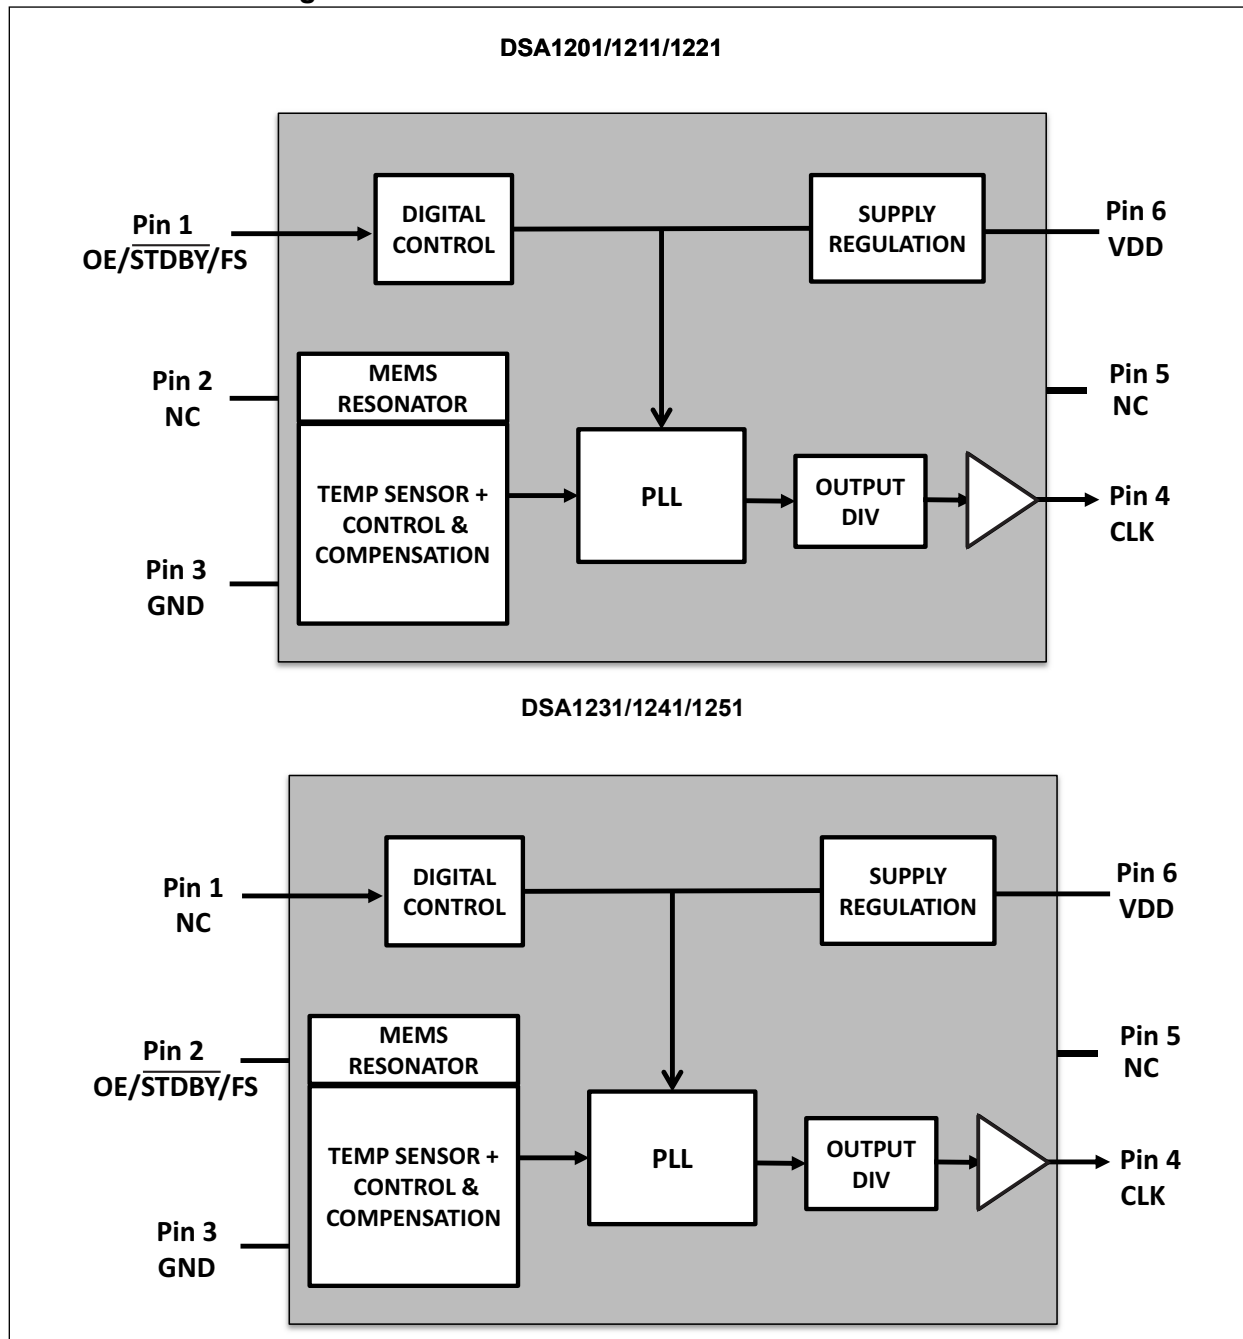 DSA1201/1211/1221
Pin 1
OE/STDBY/FS
DIGITAL
CONTROL
SUPPLY
REGULATION
Pin 6
VDD
Pin 2
NC
MEMS
RESONATOR
Pin 5
NC
TEMP SENSOR +
CONTROL &
COMPENSATION
PLL
OUTPUT
DIV
Pin 4
CLK
Pin 3
GND
DSA1231/1241/1251
Pin 1
NC
DIGITAL
CONTROL
SUPPLY
REGULATION
Pin 6
VDD
Pin 2
OE/STDBY/FS
MEMS
RESONATOR
Pin 5
NC
TEMP SENSOR +
CONTROL &
COMPENSATION
PLL
OUTPUT
DIV
Pin 4
CLK
Pin 3
GND